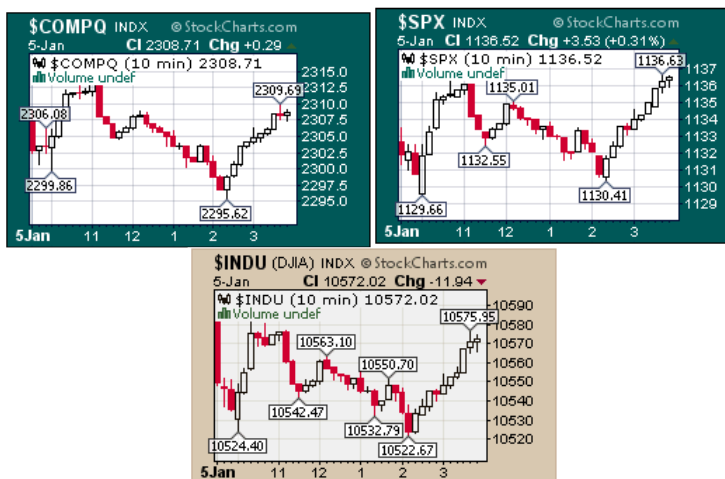 $COMPQ INDX © StockCharts.com
5-Jan Cl 2308.71 Chg +0.29
$COMPQ (10 min) 2308.71
Volume undef
2315.0
2312.5
2310.0
2307.5
2305.0
2302.5
2300.0
2297.5
2295.0
2309.69
2306.08
2299.86
2295.62
5Jan 11 12 1 2 3
$SPX INDX © StockCharts.com
5-Jan Cl 1136.52 Chg +3.53 (+0.31%)
$SPX (10 min) 1136.52
Volume undef
1137
1136
1135
1134
1133
1132
1131
1130
1129
1136.63
1135.01
1132.55
1130.41
1129.66
5Jan 11 12 1 2 3
$INDU (DJIA) INDX © StockCharts.com
5-Jan Cl 10572.02 Chg -11.94
$INDU (10 min) 10572.02
Volume undef
10590
10580
10570
10560
10550
10540
10530
10520
10575.95
10563.10
10550.70
10542.47
10532.79
10524.40
10522.67
5Jan 11 12 1 2 3